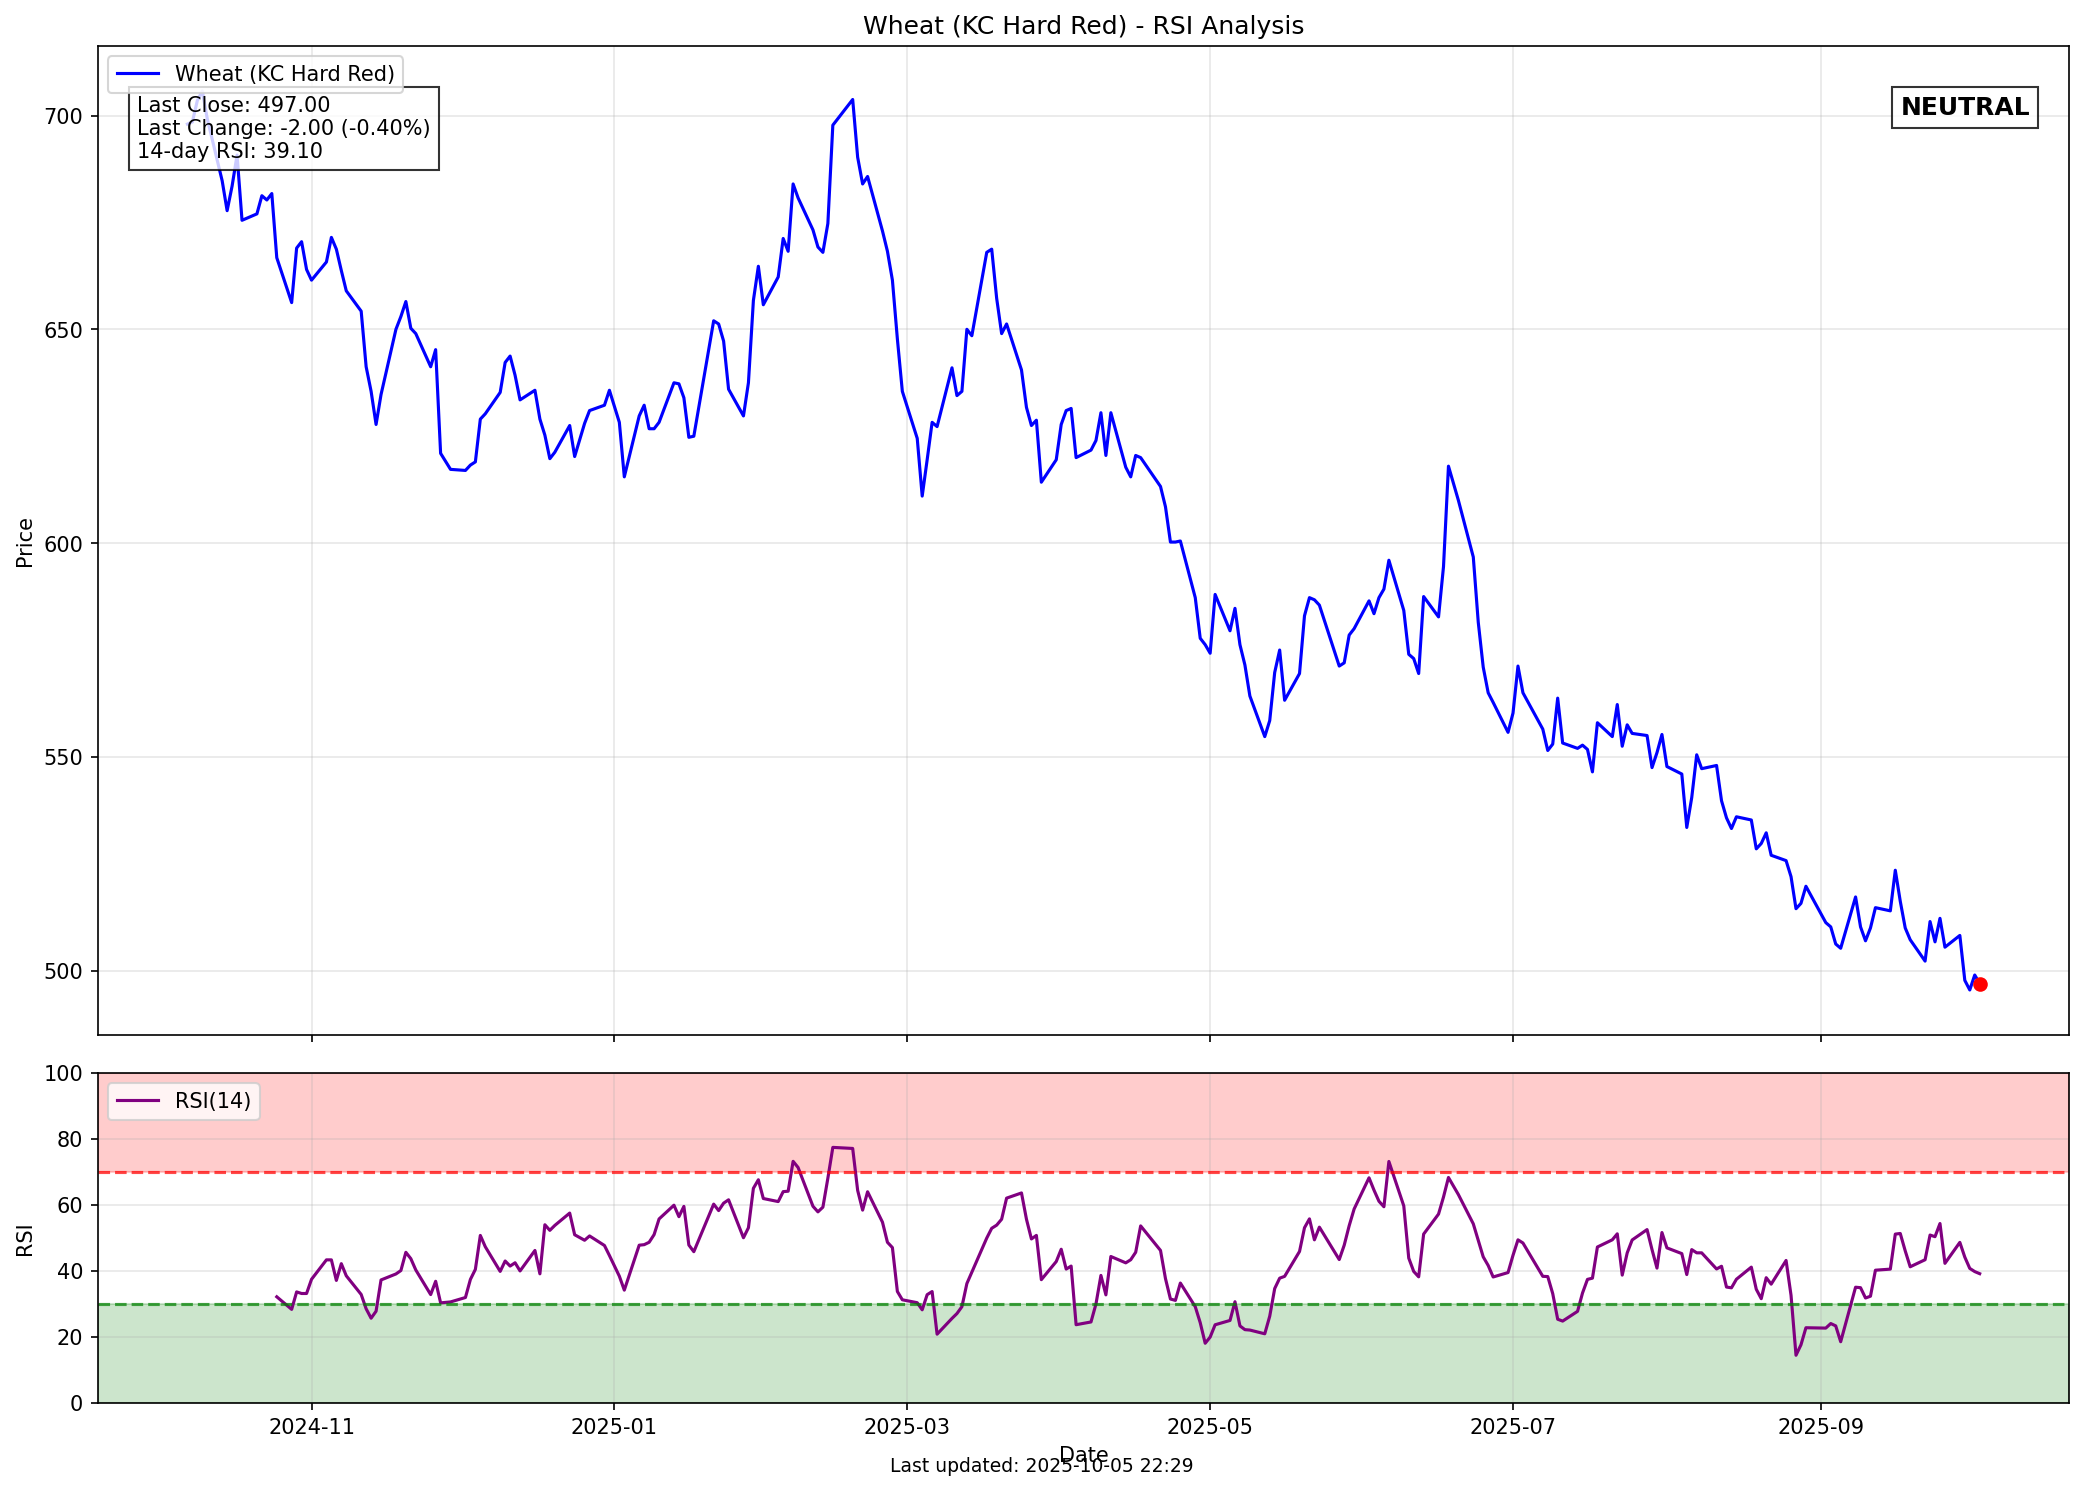 Wheat (KC Hard Red) - RSI Analysis
Wheat (KC Hard Red)
Last Close: 497.00
Last Change: -2.00 (-0.40%)
14-day RSI: 39.10
NEUTRAL
700
650
600
550
500
Price
100
80
60
40
20
0
RSI
RSI(14)
2024-11
2025-01
2025-03
2025-05
2025-07
2025-09
Date
Last updated: 2025-10-05 22:29